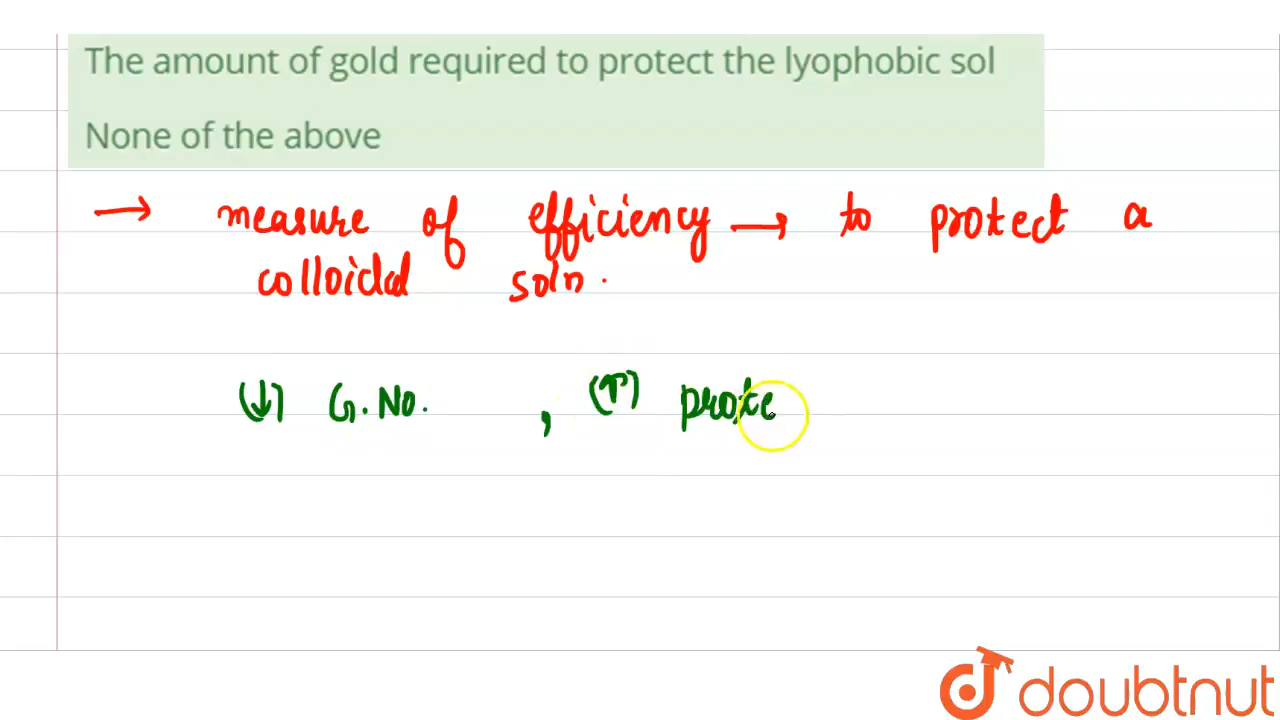 The amount of gold required to protect the lyophobic sol
None of the above
→ measure of efficiency → to protect a
colloidal soln.
(↓) G.No. , (↑) prote
doubtnut